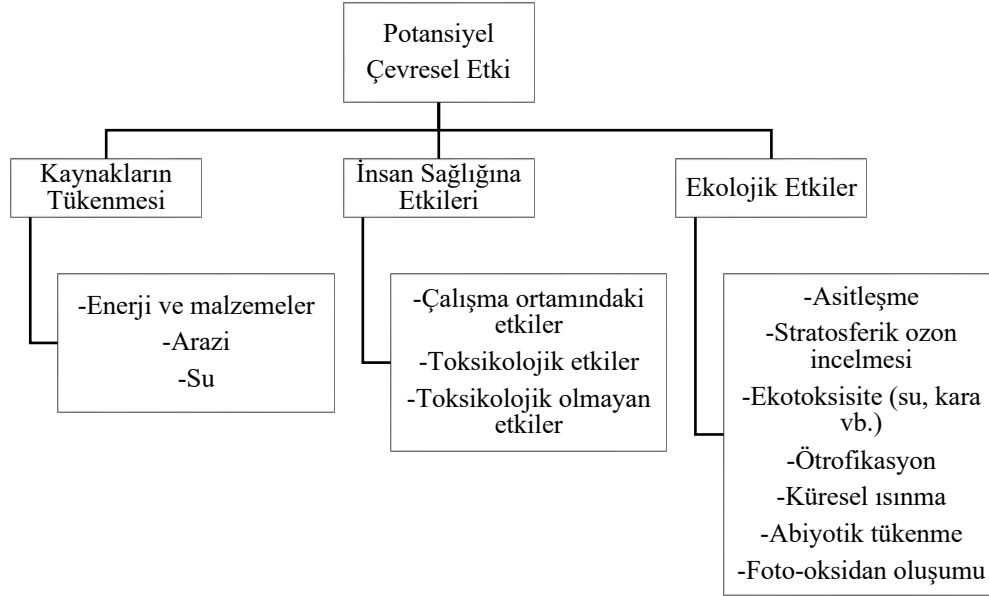 Potansiyel
Çevresel Etki
Kaynakların
Tükenmesi
İnsan Sağlığına
Etkileri
Ekolojik Etkiler
-Enerji ve malzemeler
-Arazi
-Su
-Çalışma ortamındaki
etkiler
-Toksikolojik etkiler
-Toksikolojik olmayan
etkiler
-Asitleşme
-Stratosferik ozon
incelmesi
-Ekotoksisite (su, kara
vb.)
-Ötrofikasyon
-Küresel ısınma
-Abiyotik tükenme
-Foto-oksidan oluşumu